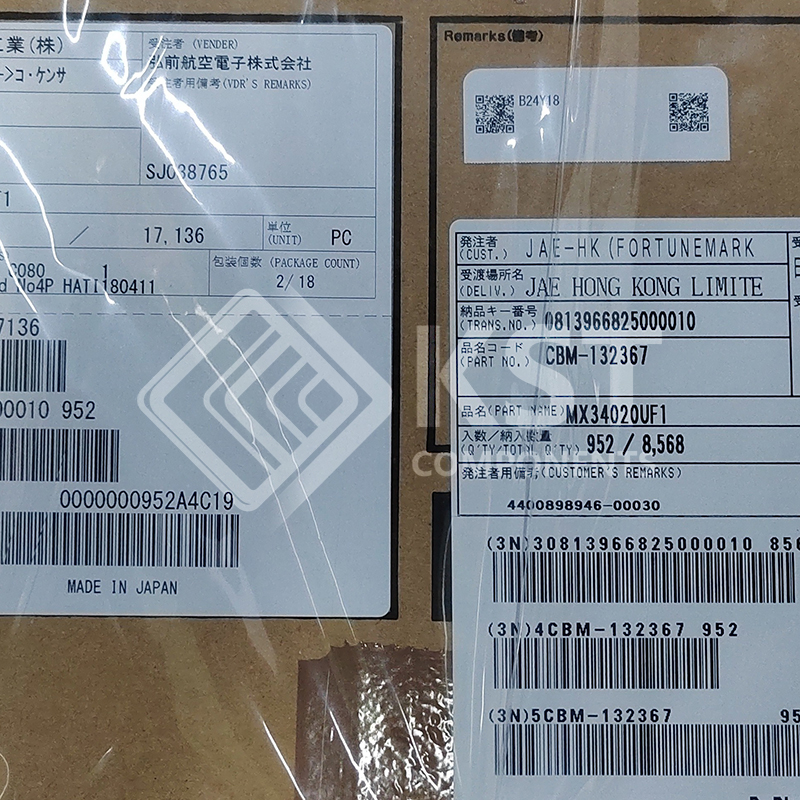 工業(株)
ー>コ・ケンサ
受注者 (VENDER)
弘前航空電子株式会社
注者用備考(VDR'S REMARKS)
SJC38765
/ 17,136
単位 (UNIT) PC
C080 1
No4P HATI180411
包装個数 (PACKAGE COUNT)
2/18
7136
00010 952
0000000952A4C19
MADE IN JAPAN
Remarks(備考)
B24Y18
発注者 (CUST.) JAE-HK(FORTUNEMARK
受渡場所名 (DELIV.) JAE HONG KONG LIMITE
納品キー番号 (TRANS.NO.) 0813966825000010
品名コード (PART NO.) CBM-132367
品名(PART NAME) MX34020UF1
入数/納入数量 (Q'TY/TOTAL Q'TY) 952 / 8,568
発注者用備考(CUSTOMER'S REMARKS)
4400898946-00030
(3N)30813966825000010 856
(3N)4CBM-132367 952
(3N)5CBM-132367 95
KST
COMPONENTS